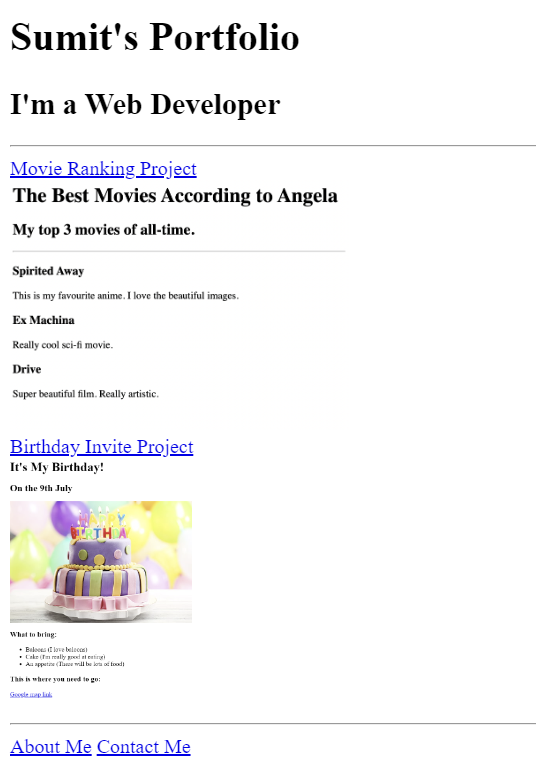 Sumit's Portfolio
I'm a Web Developer
Movie Ranking Project
The Best Movies According to Angela
My top 3 movies of all-time.
Spirited Away
This is my favourite anime. I love the beautiful images.
Ex Machina
Really cool sci-fi movie.
Drive
Super beautiful film. Really artistic.
Birthday Invite Project
It's My Birthday!
On the 9th July
HAPPY
BIRTHDAY
What to bring:
Baloons (I love baloons)
Cake (I'm really good at eating)
An appetite (There will be lots of food)
This is where you need to go:
Google map link
About Me Contact Me